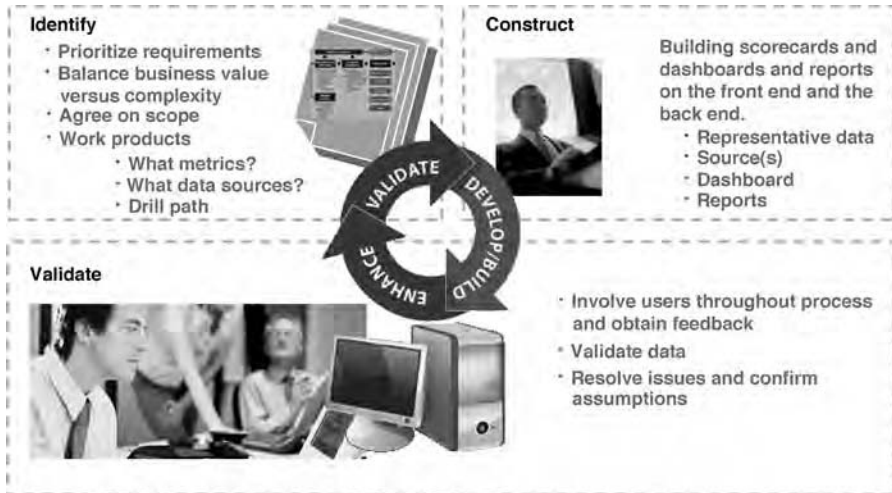 Identify
· Prioritize requirements
· Balance business value
versus complexity
· Agree on scope
· Work products
· What metrics?
· What data sources?
· Drill path
Construct
Building scorecards and
dashboards and reports
on the front end and the
back end.
· Representative data
· Source(s)
· Dashboard
· Reports
VALIDATE
DEVELOP/BUILD
ENHANCE
Validate
· Involve users throughout process
and obtain feedback
· Validate data
· Resolve issues and confirm
assumptions